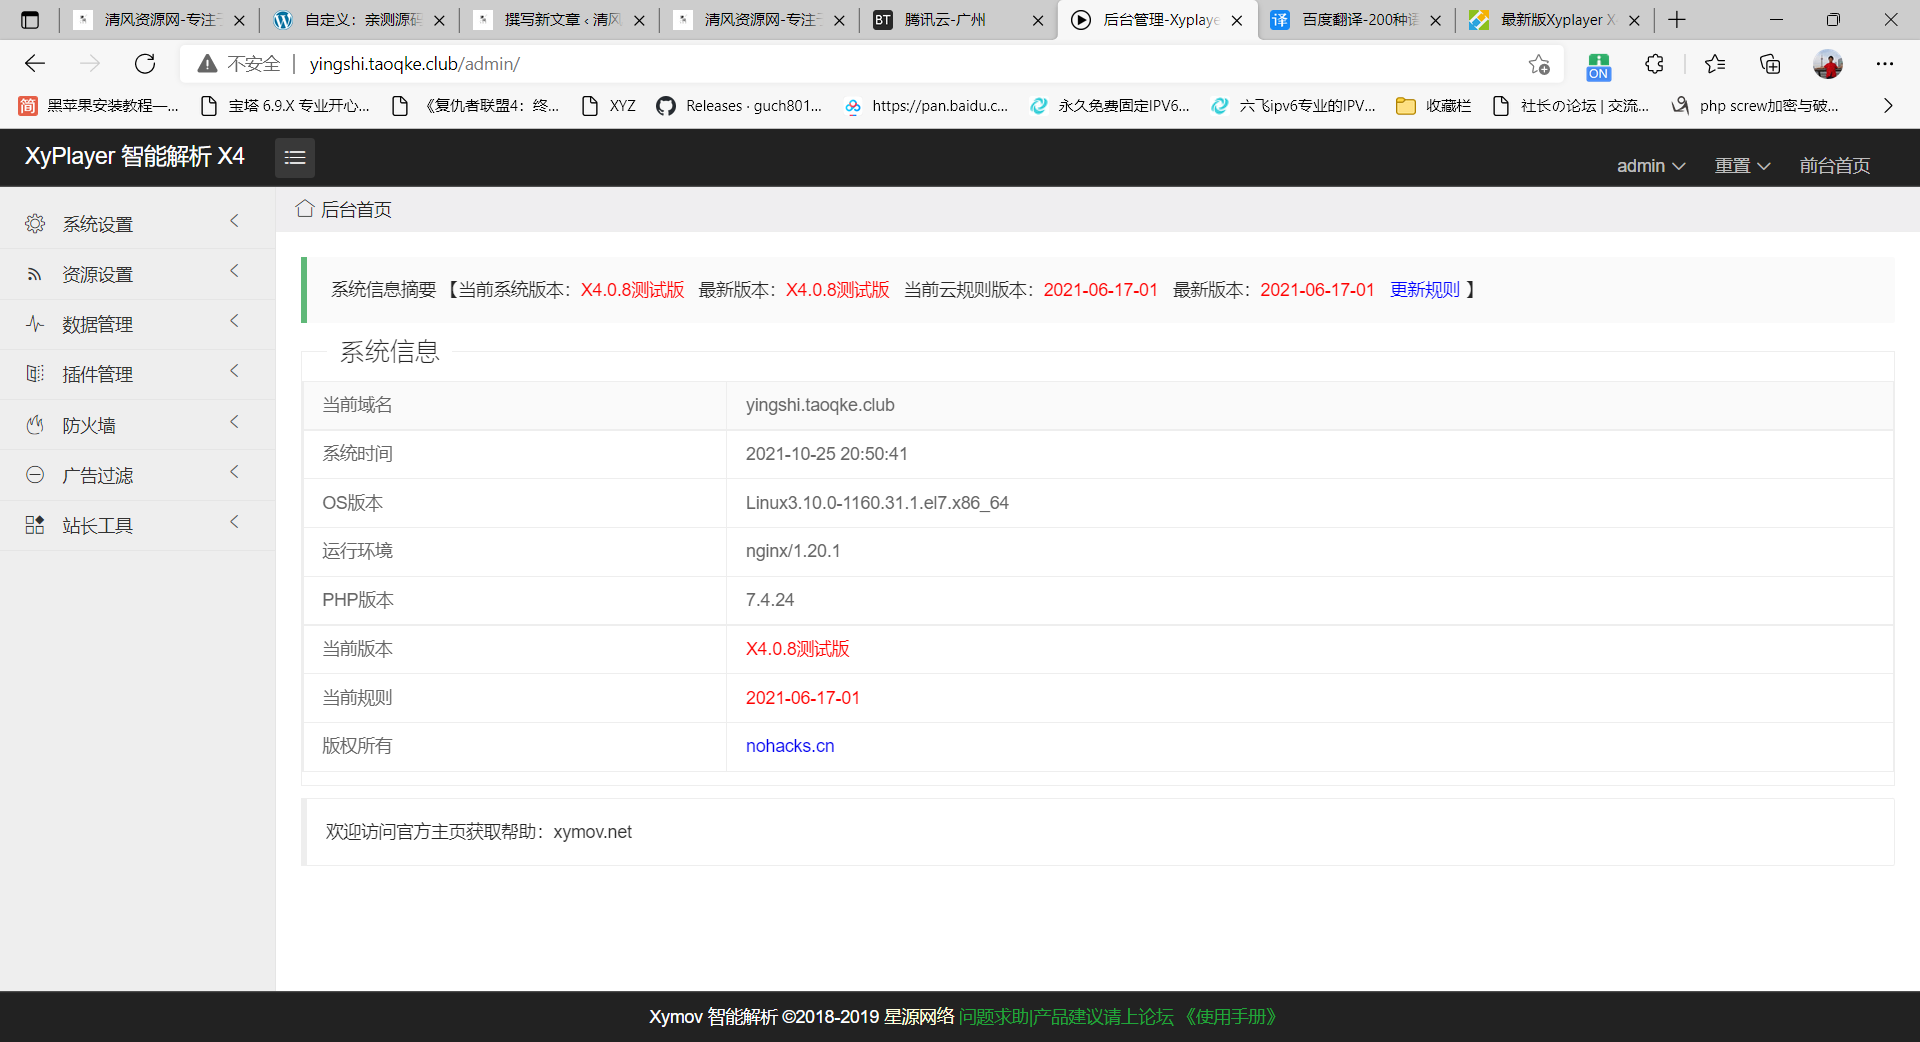 清风资源网-专注于
自定义：亲测源码
撰写新文章 ‹ 清风
清风资源网-专注于
BT 腾讯云-广州
后台管理-Xyplaye
译 百度翻译-200种语
最新版Xyplayer X
不安全 | yingshi.taoqke.club/admin/
ON
简 黑苹果安装教程—...
宝塔 6.9.X 专业开心...
《复仇者联盟4：终...
XYZ
Releases · guch801...
https://pan.baidu.c...
永久免费固定IPV6...
六飞ipv6专业的IPV...
收藏栏
社长の论坛 | 交流...
php screw加密与破...
XyPlayer 智能解析 X4
admin
重置
前台首页
系统设置
资源设置
数据管理
插件管理
防火墙
广告过滤
站长工具
后台首页
系统信息摘要 【当前系统版本：X4.0.8测试版 最新版本：X4.0.8测试版 当前云规则版本：2021-06-17-01 最新版本：2021-06-17-01 更新规则 】
系统信息
当前域名 yingshi.taoqke.club
系统时间 2021-10-25 20:50:41
OS版本 Linux3.10.0-1160.31.1.el7.x86_64
运行环境 nginx/1.20.1
PHP版本 7.4.24
当前版本 X4.0.8测试版
当前规则 2021-06-17-01
版权所有 nohacks.cn
欢迎访问官方主页获取帮助：xymov.net
Xymov 智能解析 ©2018-2019 星源网络 问题求助|产品建议请上论坛 《使用手册》